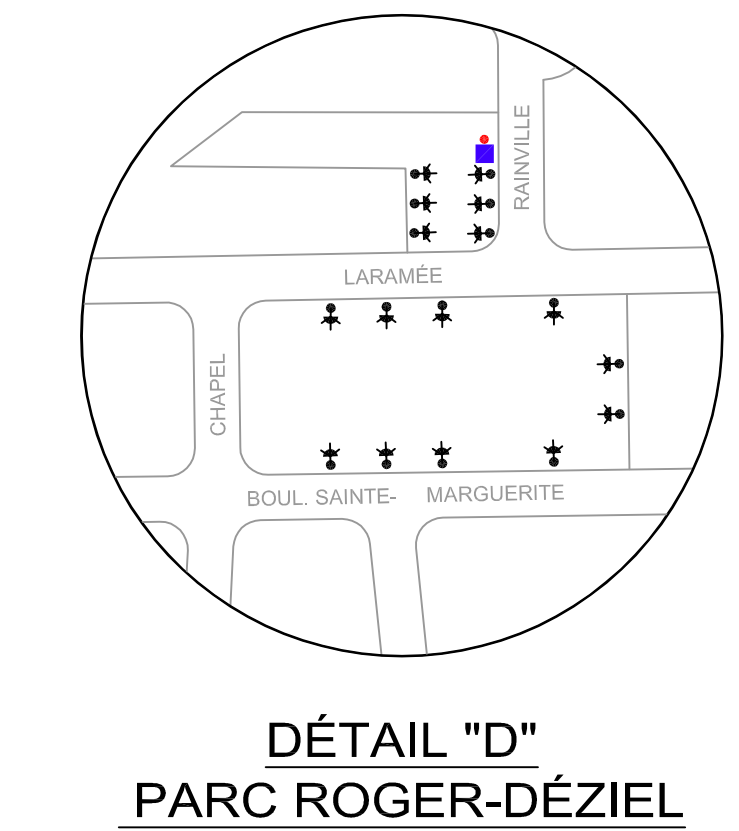 RAINVILLE
LARAMÉE
CHAPEL
BOUL. SAINTE- MARGUERITE
DÉTAIL "D"
PARC ROGER-DÉZIEL